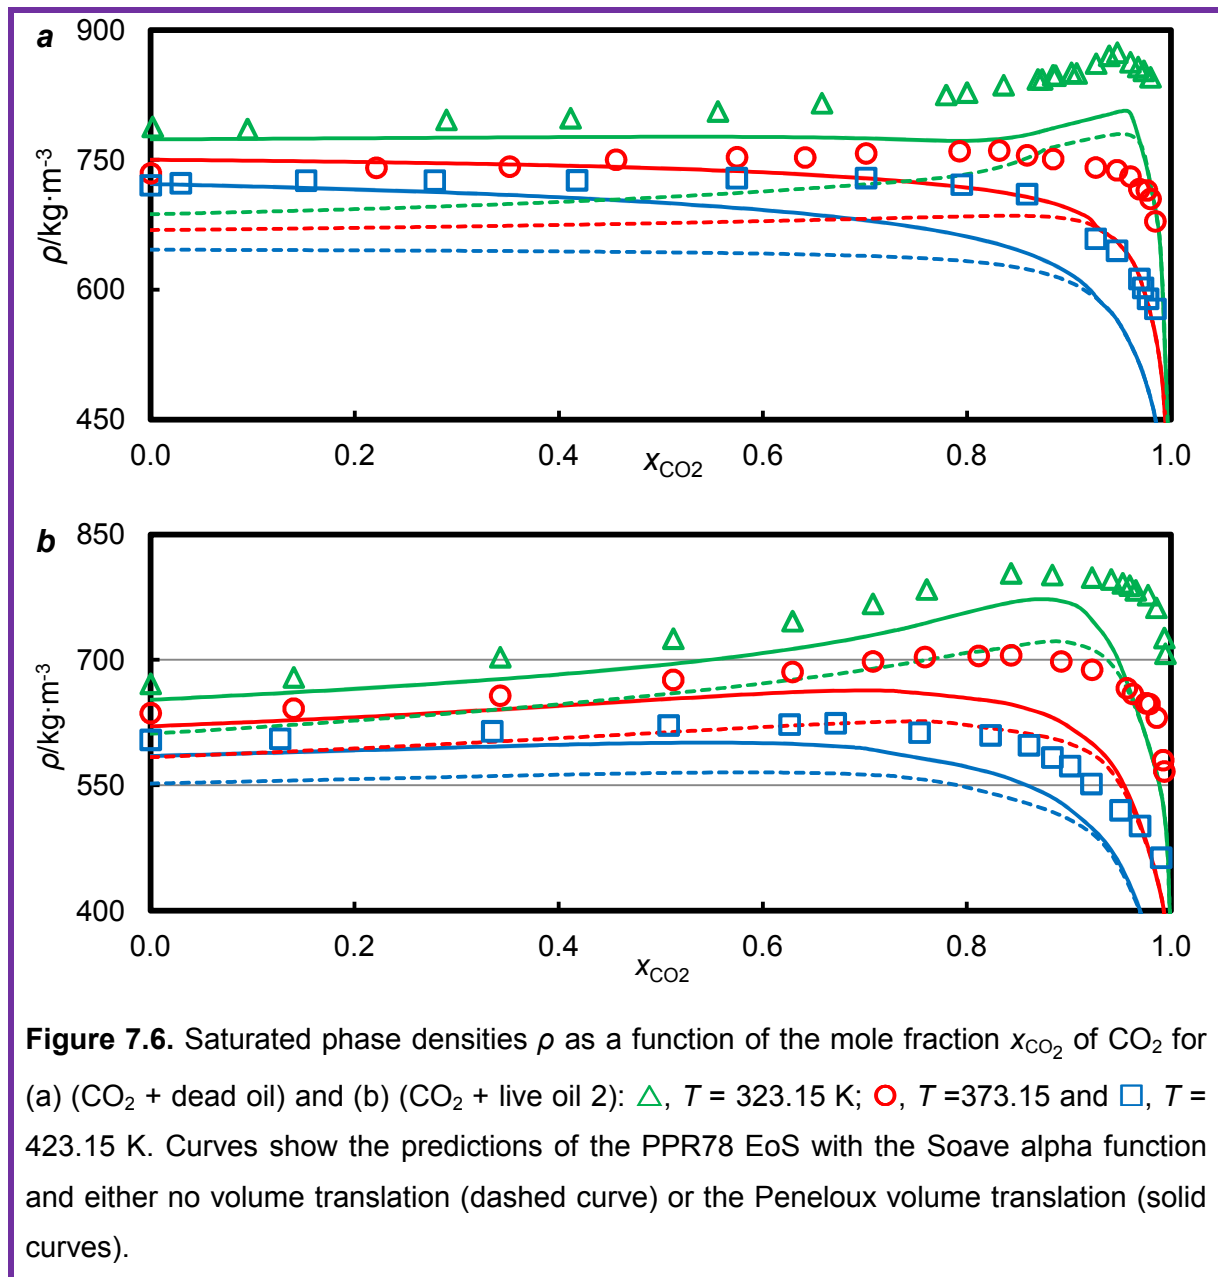 a
900
750
600
450
ρ/kg·m⁻³
0.0 0.2 0.4 0.6 0.8 1.0
xCO2
b
850
700
550
400
ρ/kg·m⁻³
0.0 0.2 0.4 0.6 0.8 1.0
xCO2
Figure 7.6. Saturated phase densities ρ as a function of the mole fraction xCO₂ of CO₂ for
(a) (CO₂ + dead oil) and (b) (CO₂ + live oil 2): △, T = 323.15 K; ○, T =373.15 and □, T =
423.15 K. Curves show the predictions of the PPR78 EoS with the Soave alpha function
and either no volume translation (dashed curve) or the Peneloux volume translation (solid
curves).